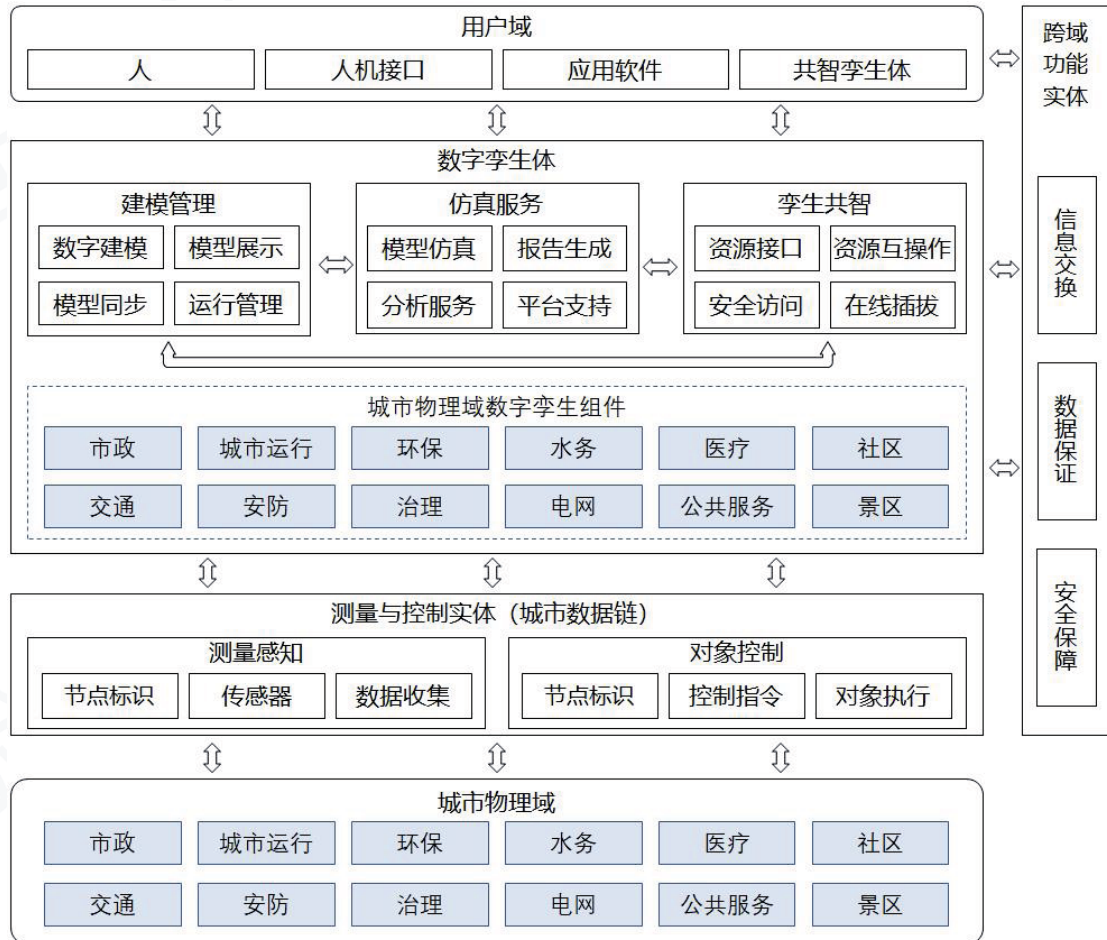 用户域
人
人机接口
应用软件
共智孪生体
跨域
功能
实体
信息交换
数据保证
安全保障
数字孪生体
建模管理
数字建模
模型展示
模型同步
运行管理
仿真服务
模型仿真
报告生成
分析服务
平台支持
孪生共智
资源接口
资源互操作
安全访问
在线插拔
城市物理域数字孪生组件
市政
城市运行
环保
水务
医疗
社区
交通
安防
治理
电网
公共服务
景区
测量与控制实体（城市数据链）
测量感知
节点标识
传感器
数据收集
对象控制
节点标识
控制指令
对象执行
城市物理域
市政
城市运行
环保
水务
医疗
社区
交通
安防
治理
电网
公共服务
景区